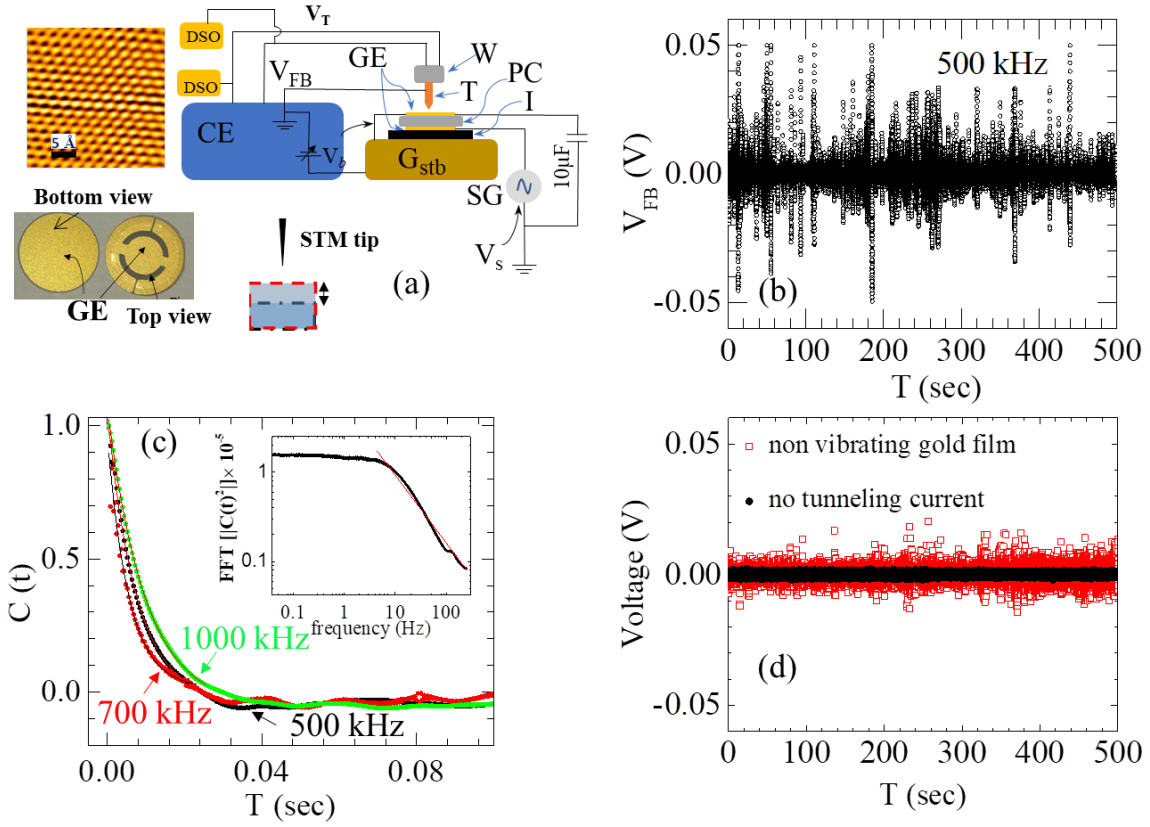 DSO
V_T
DSO
V_FB
GE
W
PC
T
I
CE
V_b
G_stb
10μF
SG
V_s
5 Å
Bottom view
GE
Top view
STM tip
(a)
0.05
0.00
-0.05
V_FB (V)
500 kHz
(b)
0 100 200 300 400 500
T (sec)
1.0
0.5
0.0
C (t)
(c)
FFT [||C(t)²||]× 10⁻⁵
1
0.1
0.1 1 10 100
frequency (Hz)
1000 kHz
700 kHz
500 kHz
0.00 0.04 0.08
T (sec)
0.05
0.00
-0.05
Voltage (V)
non vibrating gold film
no tunneling current
(d)
0 100 200 300 400 500
T (sec)